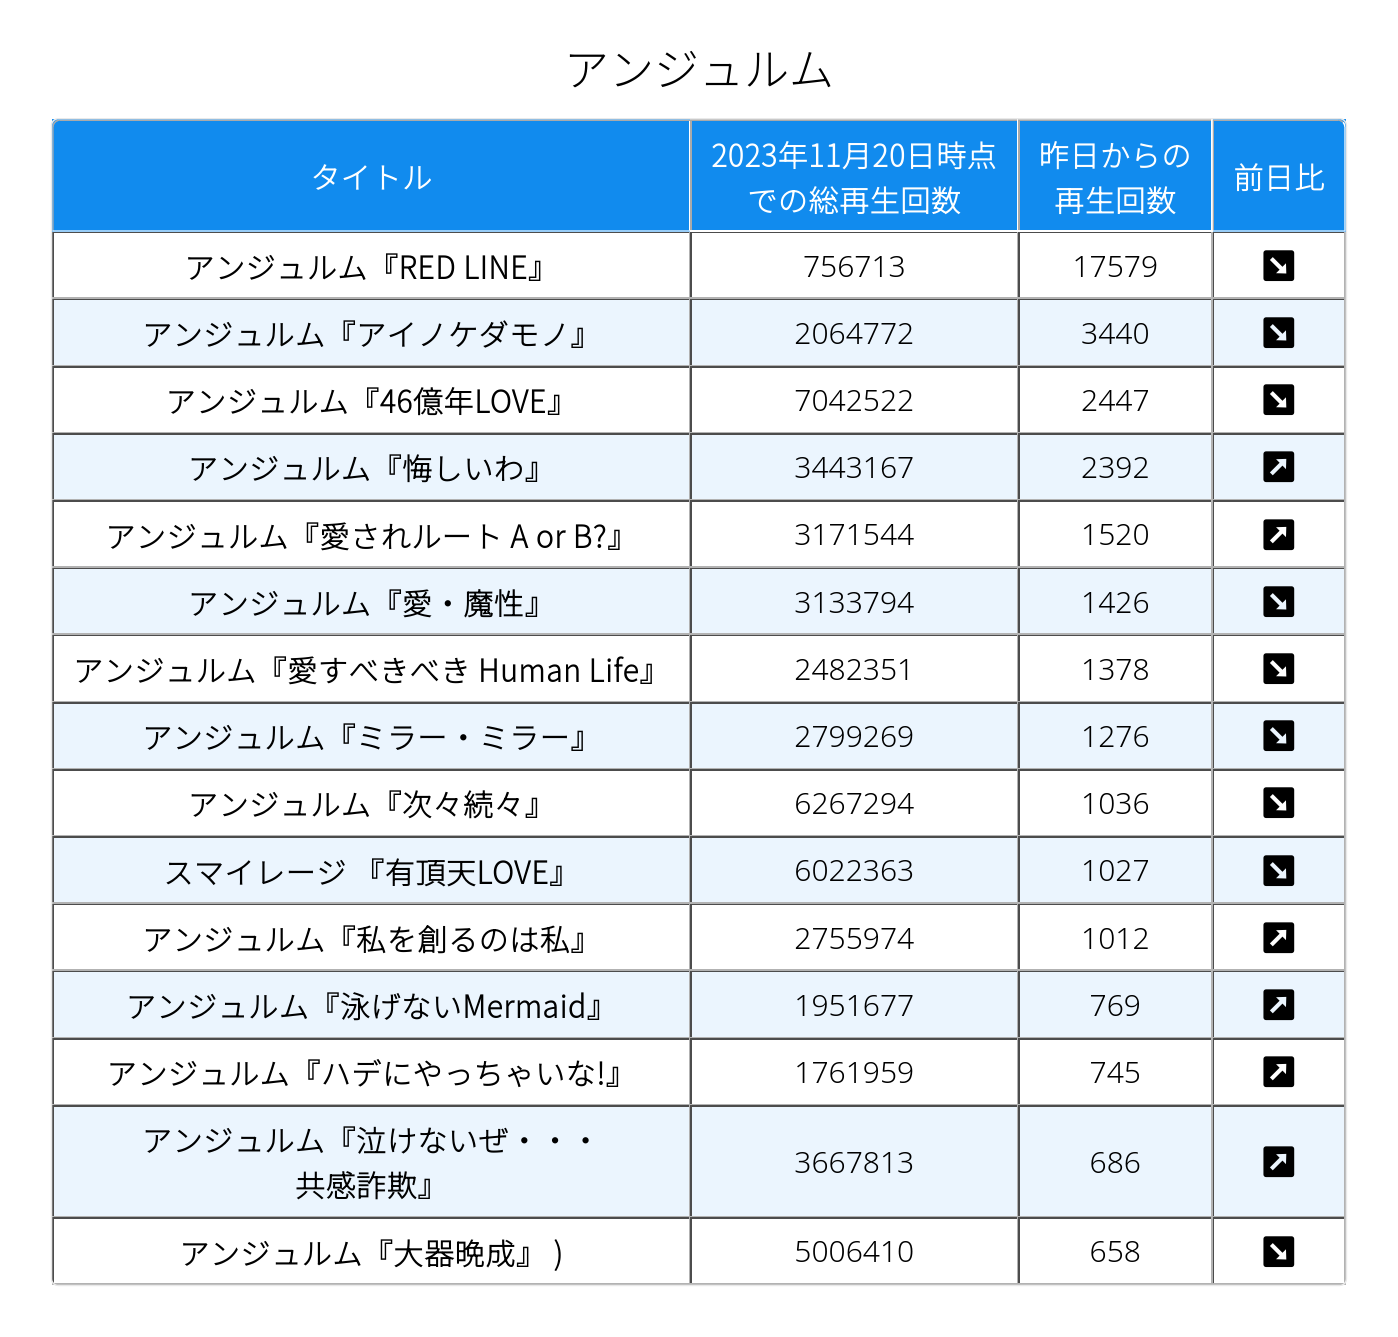 アンジュルム
タイトル
2023年11月20日時点
での総再生回数
昨日からの
再生回数
前日比
アンジュルム『RED LINE』 756713 17579
アンジュルム『アイノケダモノ』 2064772 3440
アンジュルム『46億年LOVE』 7042522 2447
アンジュルム『悔しいわ』 3443167 2392
アンジュルム『愛されルート A or B?』 3171544 1520
アンジュルム『愛・魔性』 3133794 1426
アンジュルム『愛すべきべき Human Life』 2482351 1378
アンジュルム『ミラー・ミラー』 2799269 1276
アンジュルム『次々続々』 6267294 1036
スマイレージ 『有頂天LOVE』 6022363 1027
アンジュルム『私を創るのは私』 2755974 1012
アンジュルム『泳げないMermaid』 1951677 769
アンジュルム『ハデにやっちゃいな!』 1761959 745
アンジュルム『泣けないぜ・・・
共感詐欺』 3667813 686
アンジュルム『大器晩成』 ) 5006410 658